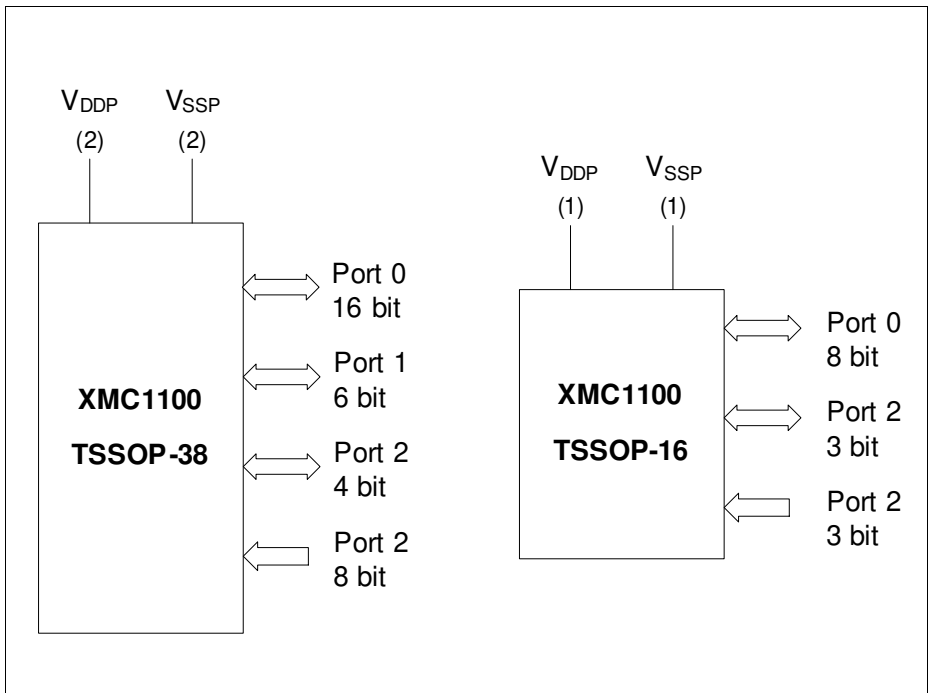 VDDP VSSP
(2) (2)
Port 0
16 bit
Port 1
6 bit
XMC1100
TSSOP-38
Port 2
4 bit
Port 2
8 bit
VDDP VSSP
(1) (1)
Port 0
8 bit
XMC1100
TSSOP-16
Port 2
3 bit
Port 2
3 bit